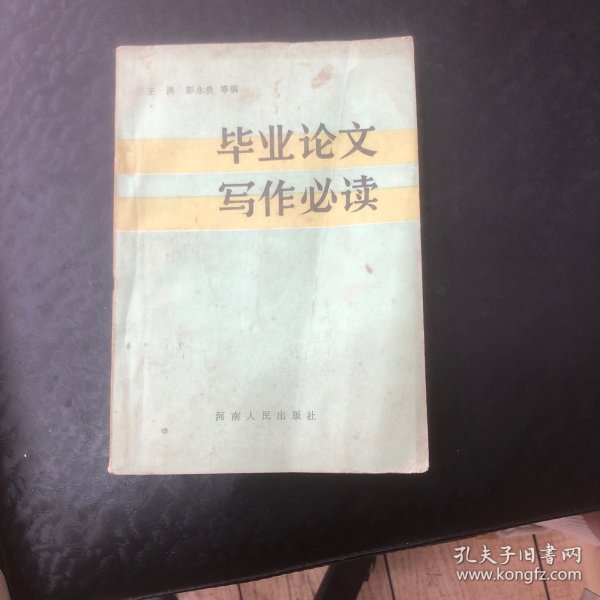 王洪 彭永贵 等编
毕业论文
写作必读
河南人民出版社
孔夫子旧书网
www.kongfz.com